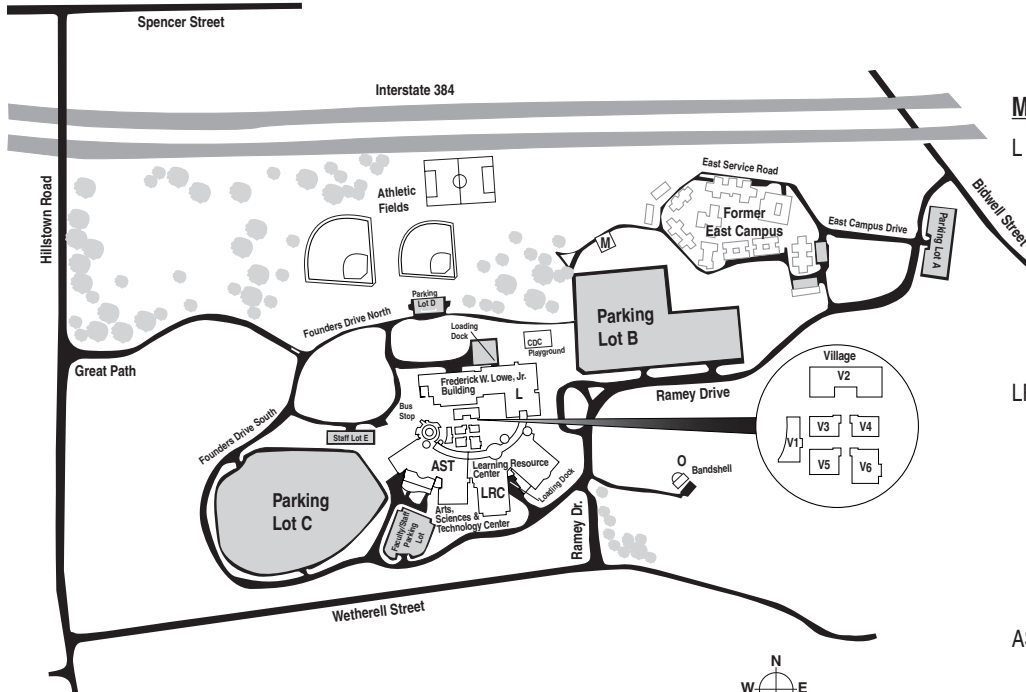 Spencer Street
Interstate 384
M
L
Hillstown Road
Athletic
Fields
East Service Road
Former
East Campus
M
East Campus Drive
Bidwell Street
Parking Lot A
Parking
Lot D
Founders Drive North
Loading
Dock
CDC
Playground
Parking
Lot B
Great Path
Frederick W. Lowe, Jr.
Building
L
Ramey Drive
Village
V2
V1
V3
V4
V5
V6
Bus
Stop
Founders Drive South
Staff Lot E
AST
Learning Resource
Center
LRC
Loading Dock
O
Bandshell
Parking
Lot C
Arts,
Sciences &
Technology Center
Faculty/Staff
Parking
Lot
Ramey Dr.
Wetherell Street
N
W
E